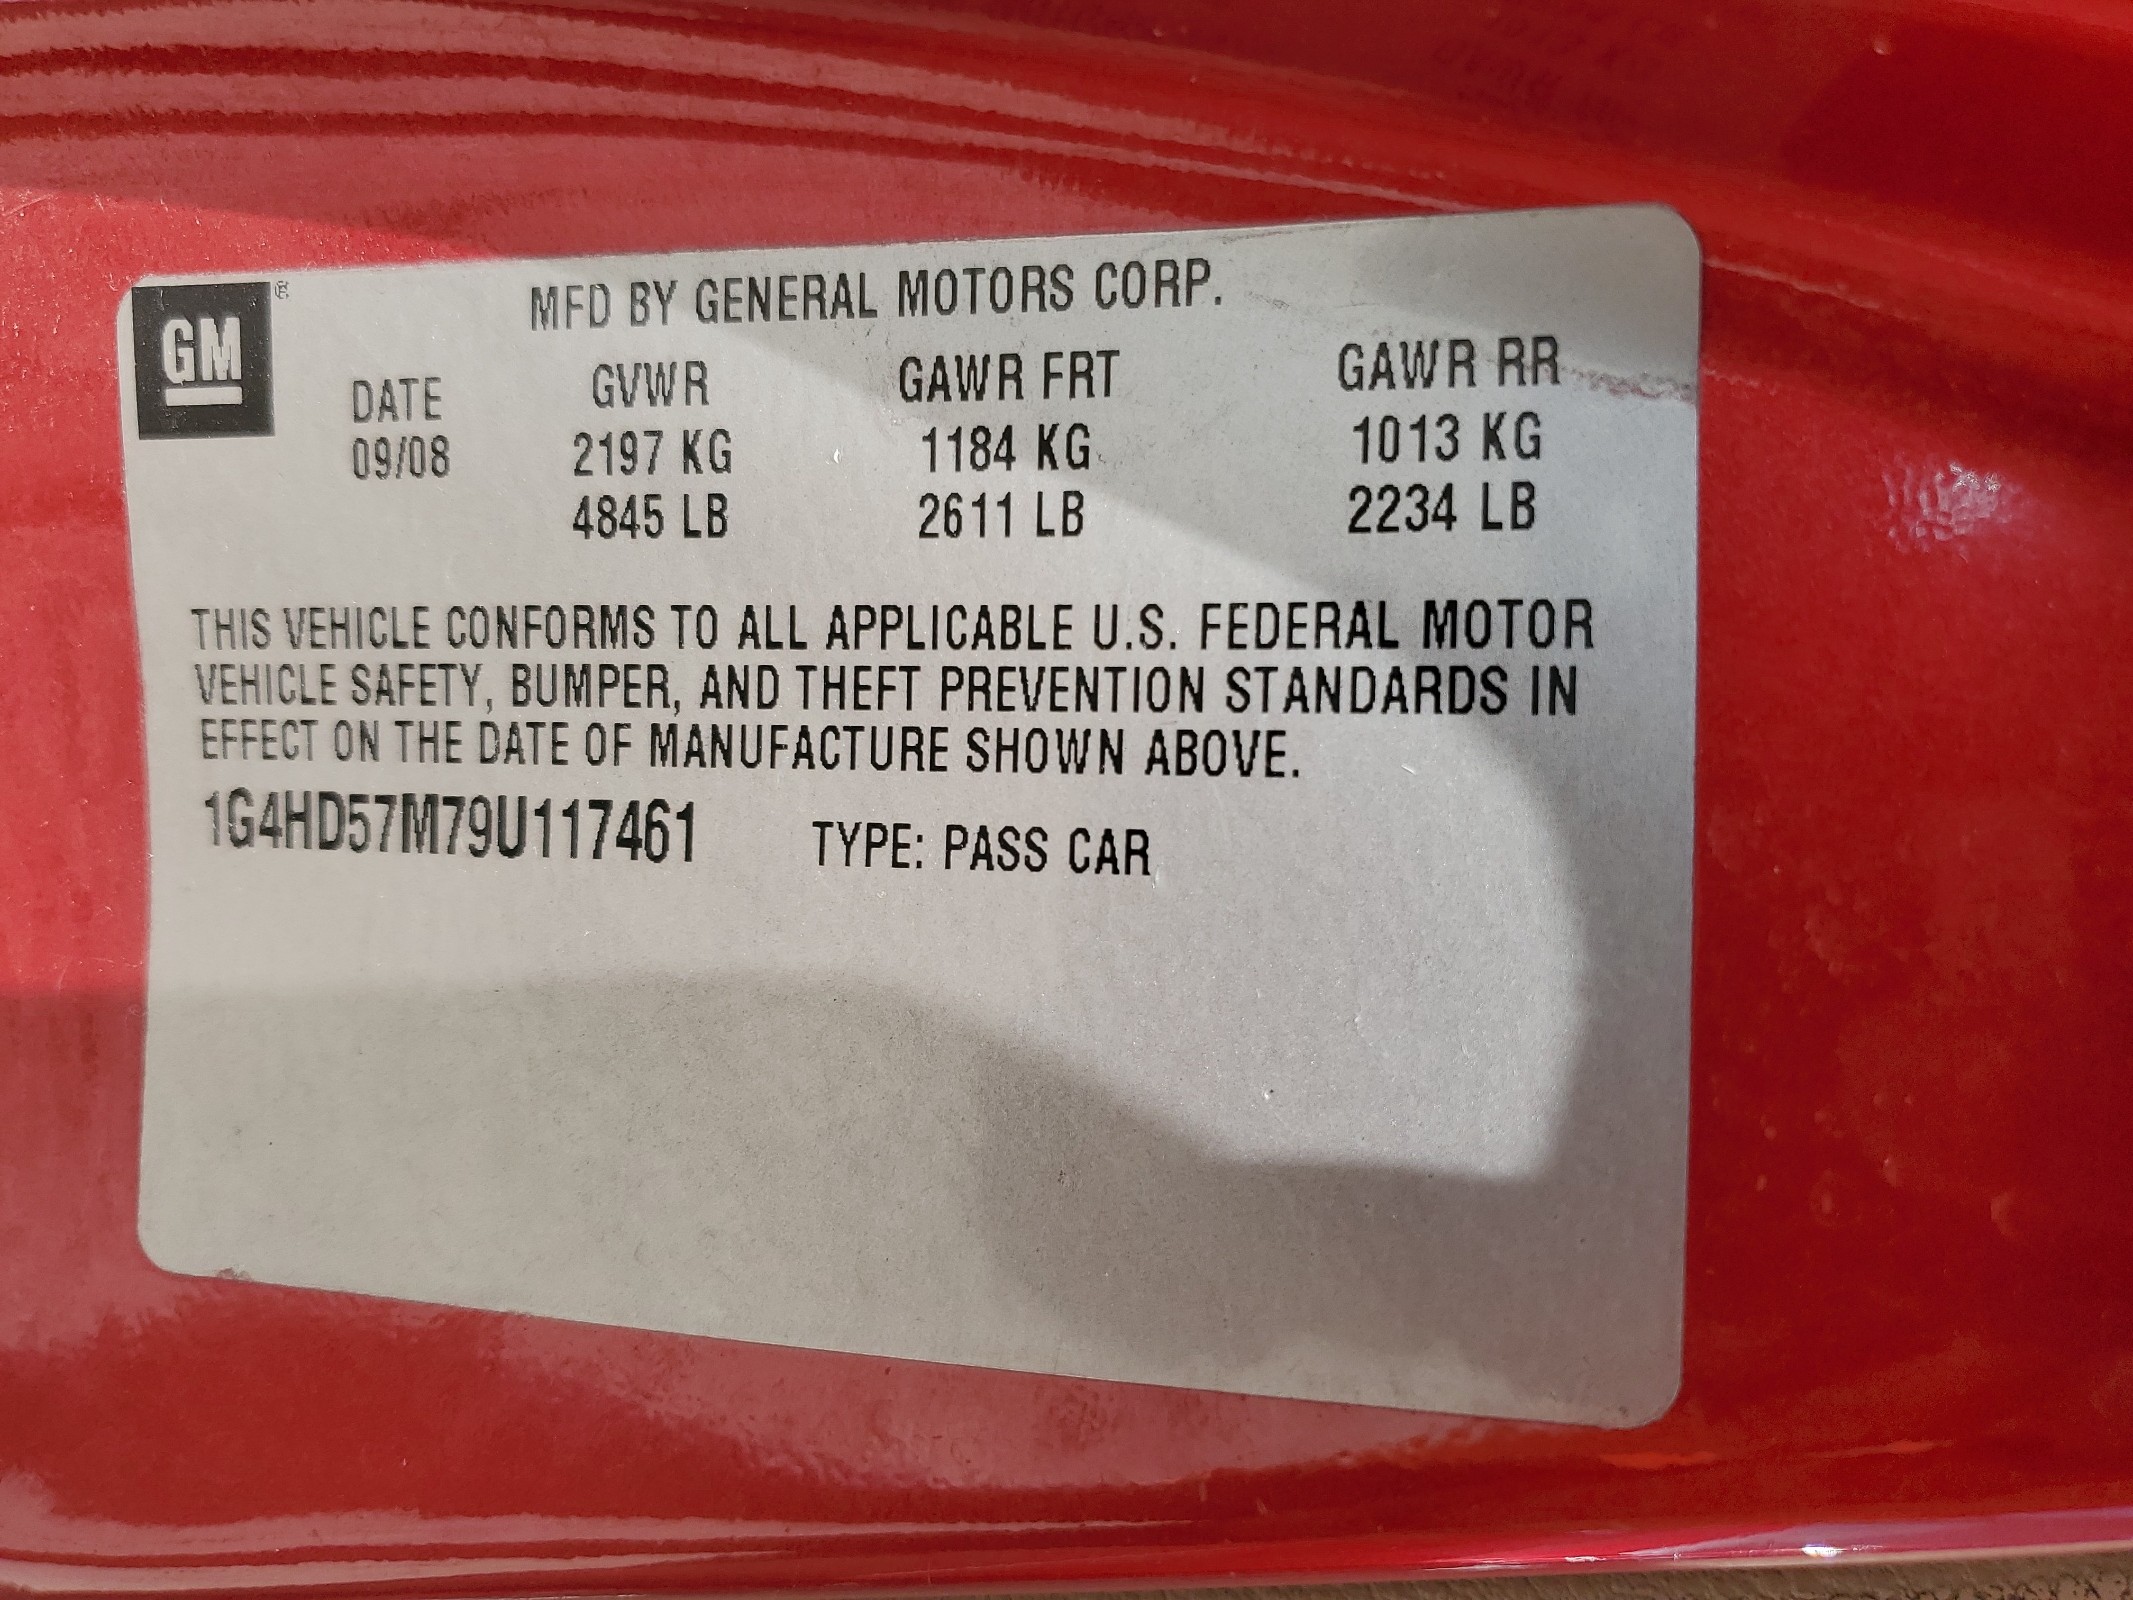 GM
MFD BY GENERAL MOTORS CORP.
DATE GVWR GAWR FRT GAWR RR
09/08 2197 KG 1184 KG 1013 KG
4845 LB 2611 LB 2234 LB
THIS VEHICLE CONFORMS TO ALL APPLICABLE U.S. FEDERAL MOTOR
VEHICLE SAFETY, BUMPER, AND THEFT PREVENTION STANDARDS IN
EFFECT ON THE DATE OF MANUFACTURE SHOWN ABOVE.
1G4HD57M79U117461 TYPE: PASS CAR